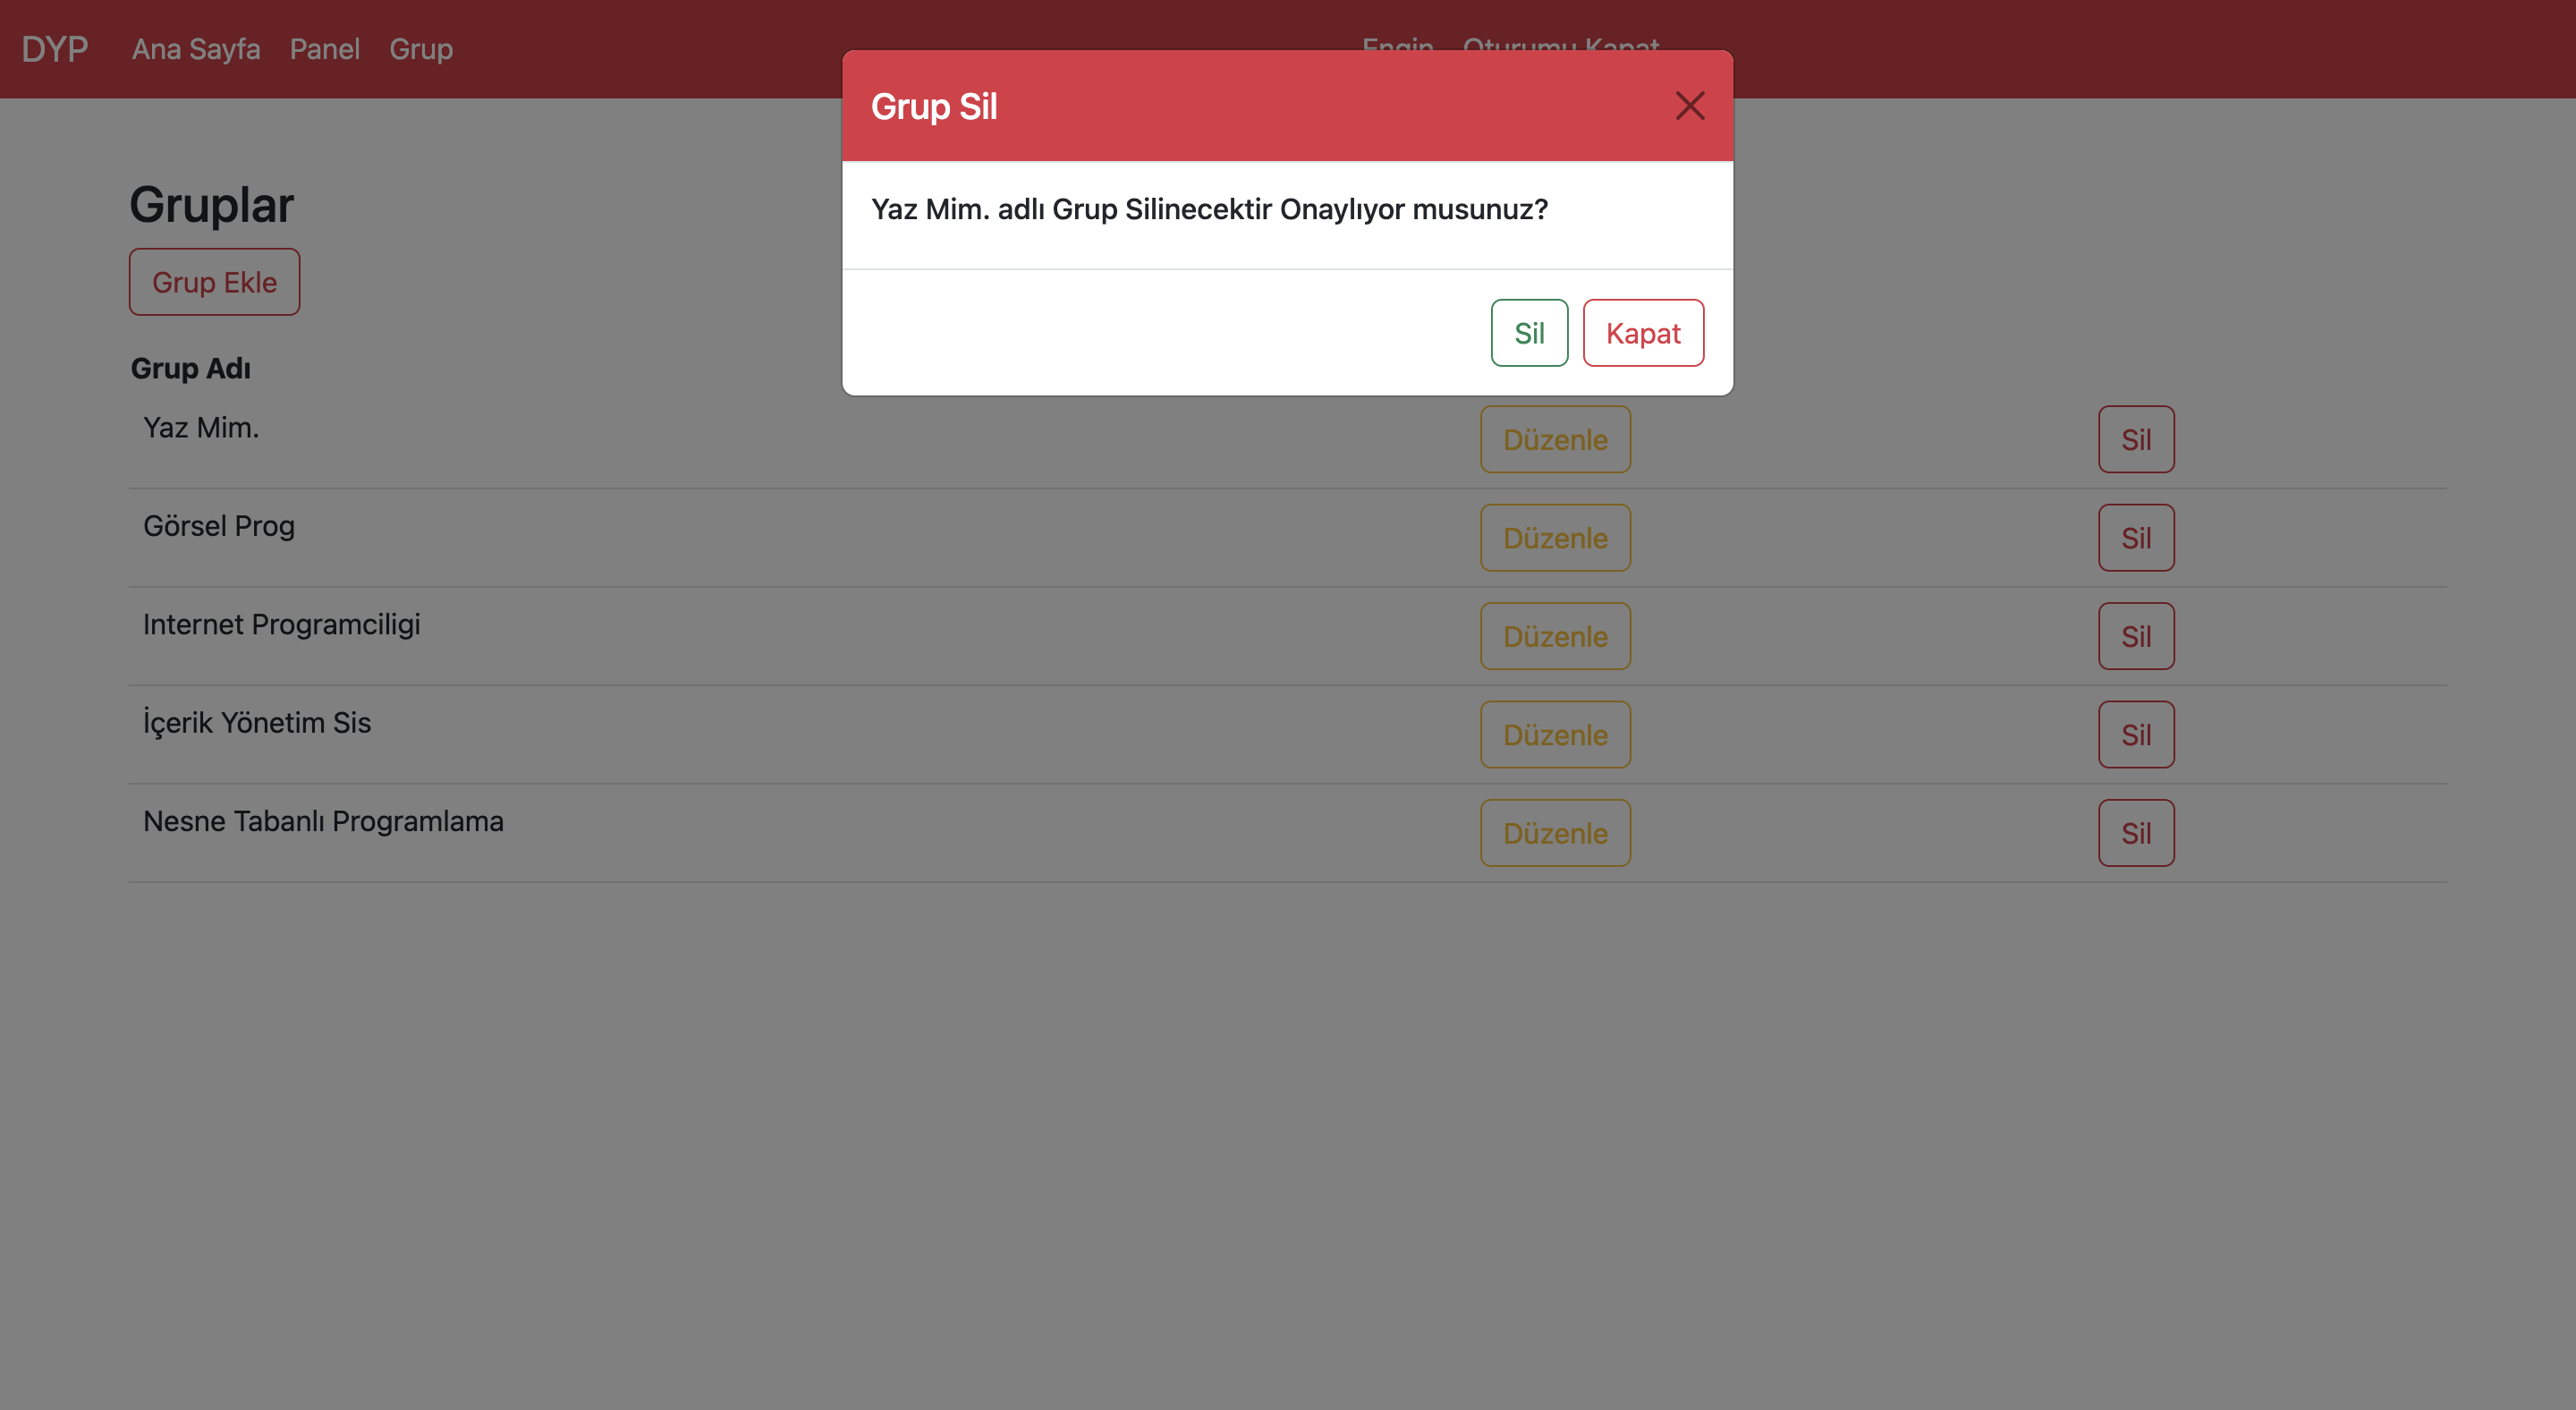 DYP Ana Sayfa Panel Grup Engin Oturumu Kapat
Grup Sil
Yaz Mim. adlı Grup Silinecektir Onaylıyor musunuz?
Sil Kapat
Gruplar
Grup Ekle
Grup Adı
Yaz Mim. Düzenle Sil
Görsel Prog Düzenle Sil
Internet Programciligi Düzenle Sil
İçerik Yönetim Sis Düzenle Sil
Nesne Tabanlı Programlama Düzenle Sil